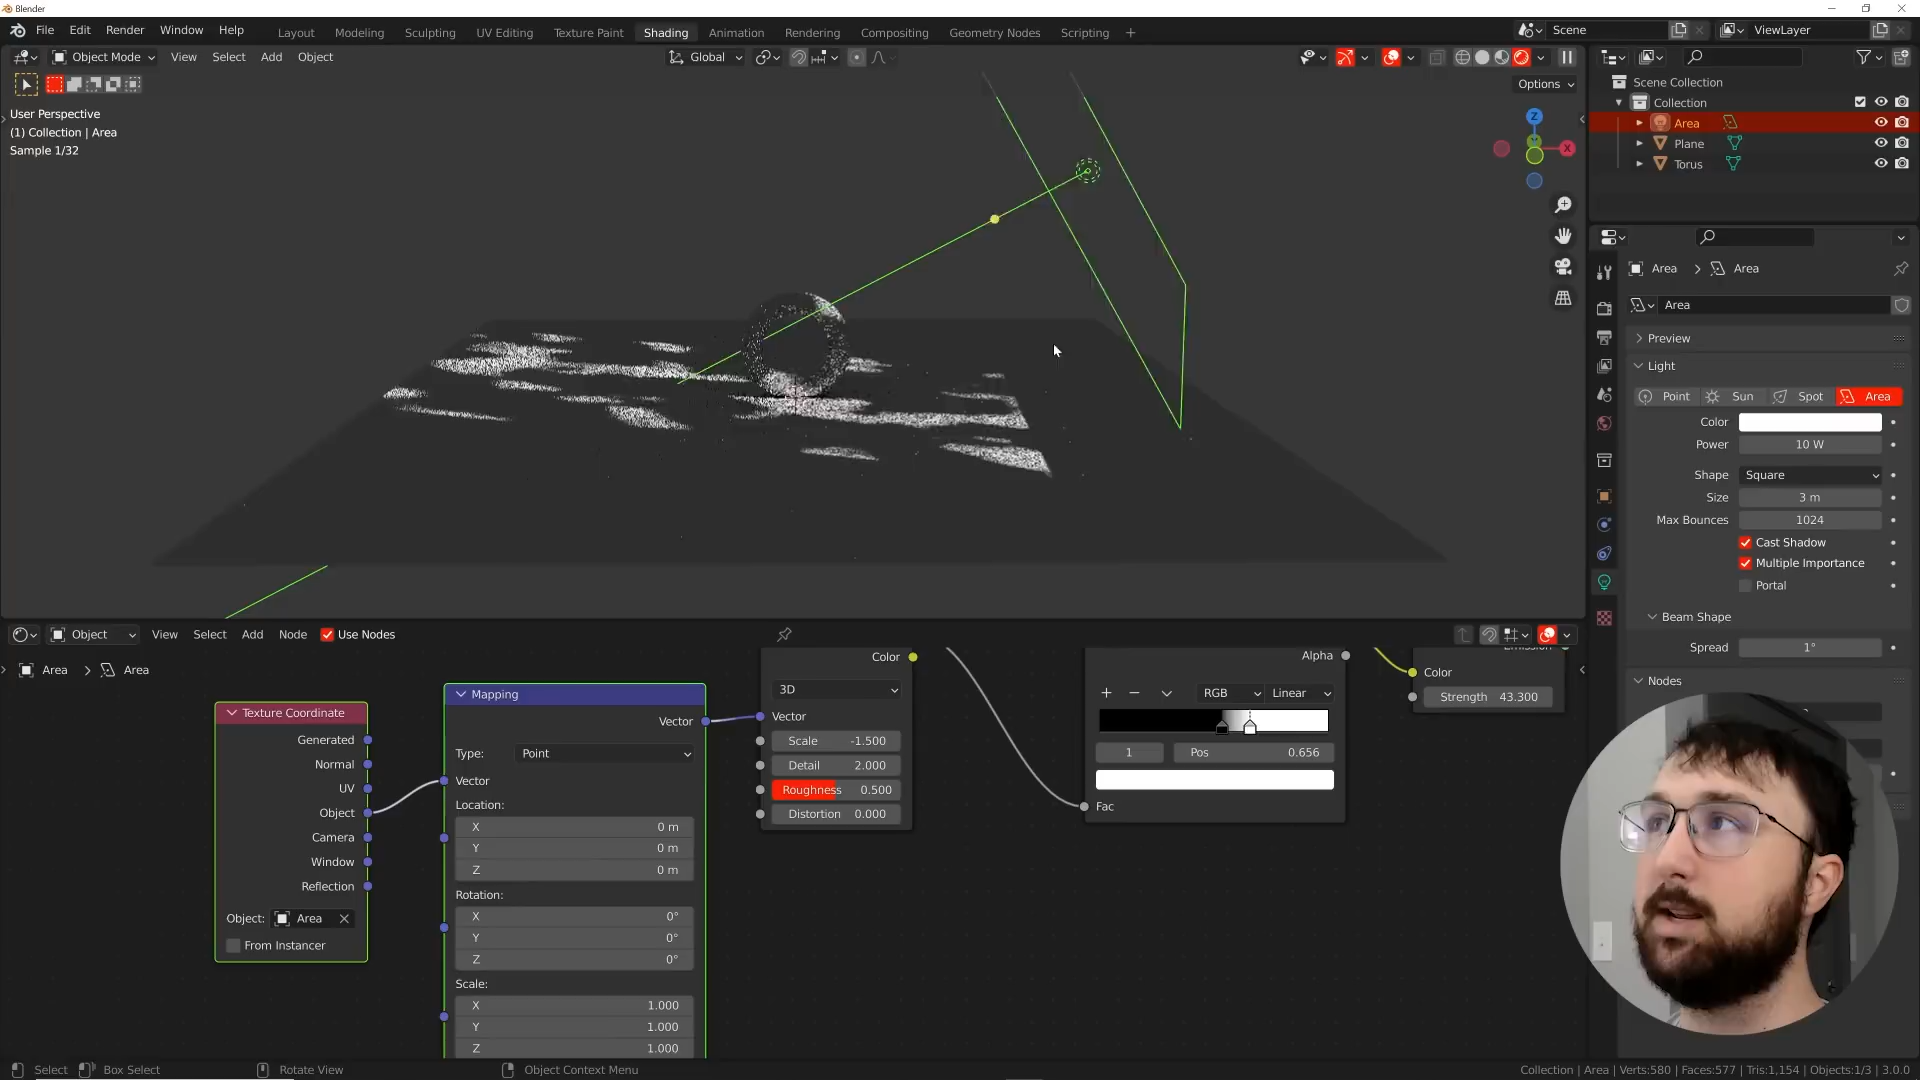 Blender
File Edit Render Window Help
Layout Modeling Sculpting UV Editing Texture Paint Shading Animation Rendering Compositing Geometry Nodes Scripting +
Scene
ViewLayer
Object Mode View Select Add Object
Global
Options
User Perspective
(1) Collection | Area
Sample 1/32
Z
X
Scene Collection
Collection
Area
Plane
Torus
Area > Area
Area
Preview
Light
Point Sun Spot Area
Color
Power 10 W
Shape Square
Size 3 m
Max Bounces 1024
Cast Shadow
Multiple Importance
Portal
Beam Shape
Spread 1°
Nodes
Object View Select Add Node Use Nodes
Area > Area
Texture Coordinate
Generated
Normal
UV
Object
Camera
Window
Reflection
Object: Area
From Instancer
Mapping
Vector
Type: Point
Vector
Location:
X 0 m
Y 0 m
Z 0 m
Rotation:
X 0°
Y 0°
Z 0°
Scale:
X 1.000
Y 1.000
Z 1.000
Color
3D
Vector
Scale -1.500
Detail 2.000
Roughness 0.500
Distortion 0.000
Alpha
+ − RGB Linear
1 Pos 0.656
Fac
Emission
Color
Strength 43.300
Select Box Select Rotate View Object Context Menu
Collection | Area | Verts:580 | Faces:577 | Tris:1,154 | Objects:1/3 | 3.0.0